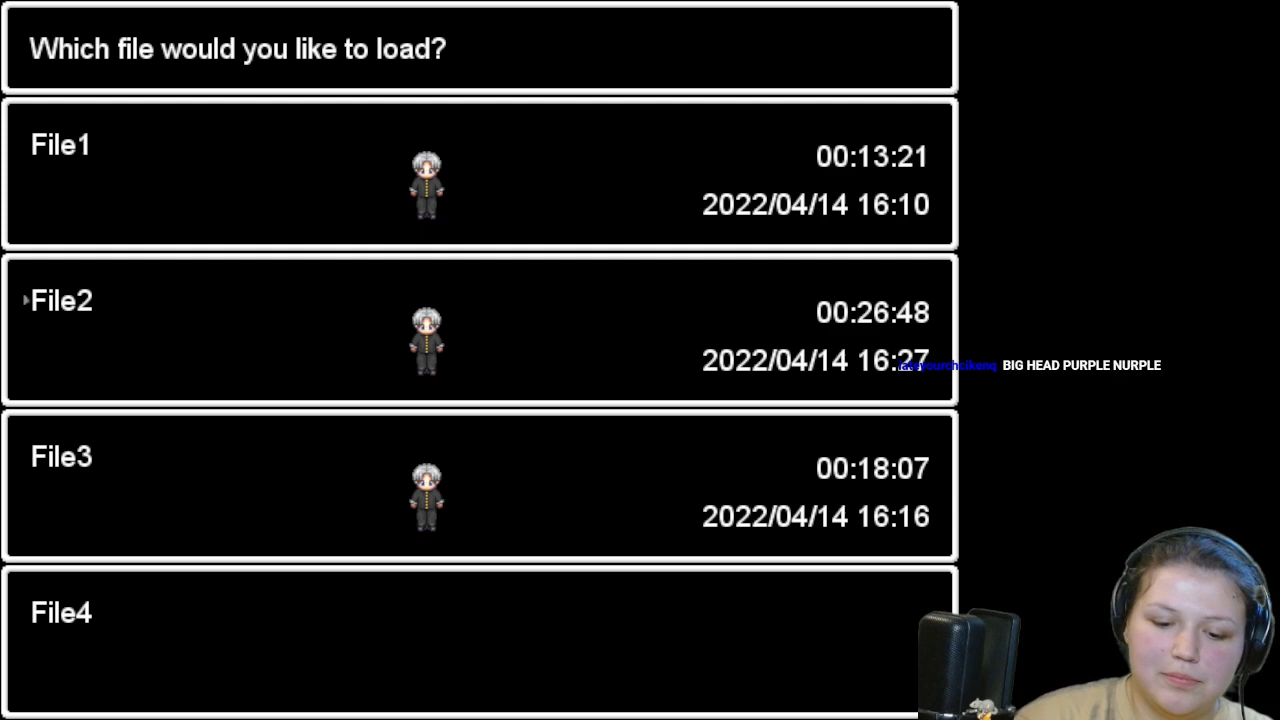 Which file would you like to load?
File1
00:13:21
2022/04/14 16:10
File2
00:26:48
2022/04/14 16:27
BIG HEAD PURPLE NURPLE
File3
00:18:07
2022/04/14 16:16
File4